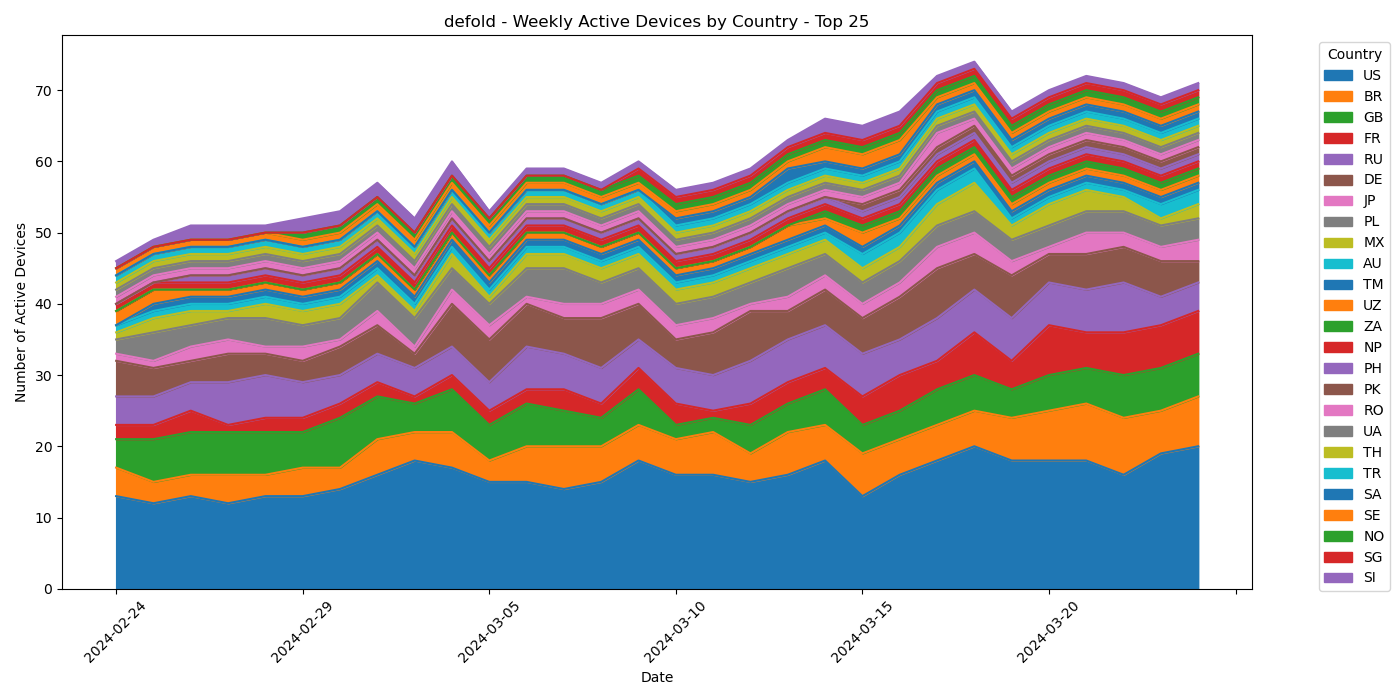 defold - Weekly Active Devices by Country - Top 25
Number of Active Devices
70
60
50
40
30
20
10
0
2024-02-24
2024-02-29
2024-03-05
2024-03-10
2024-03-15
2024-03-20
Date
Country
US
BR
GB
FR
RU
DE
JP
PL
MX
AU
TM
UZ
ZA
NP
PH
PK
RO
UA
TH
TR
SA
SE
NO
SG
SI